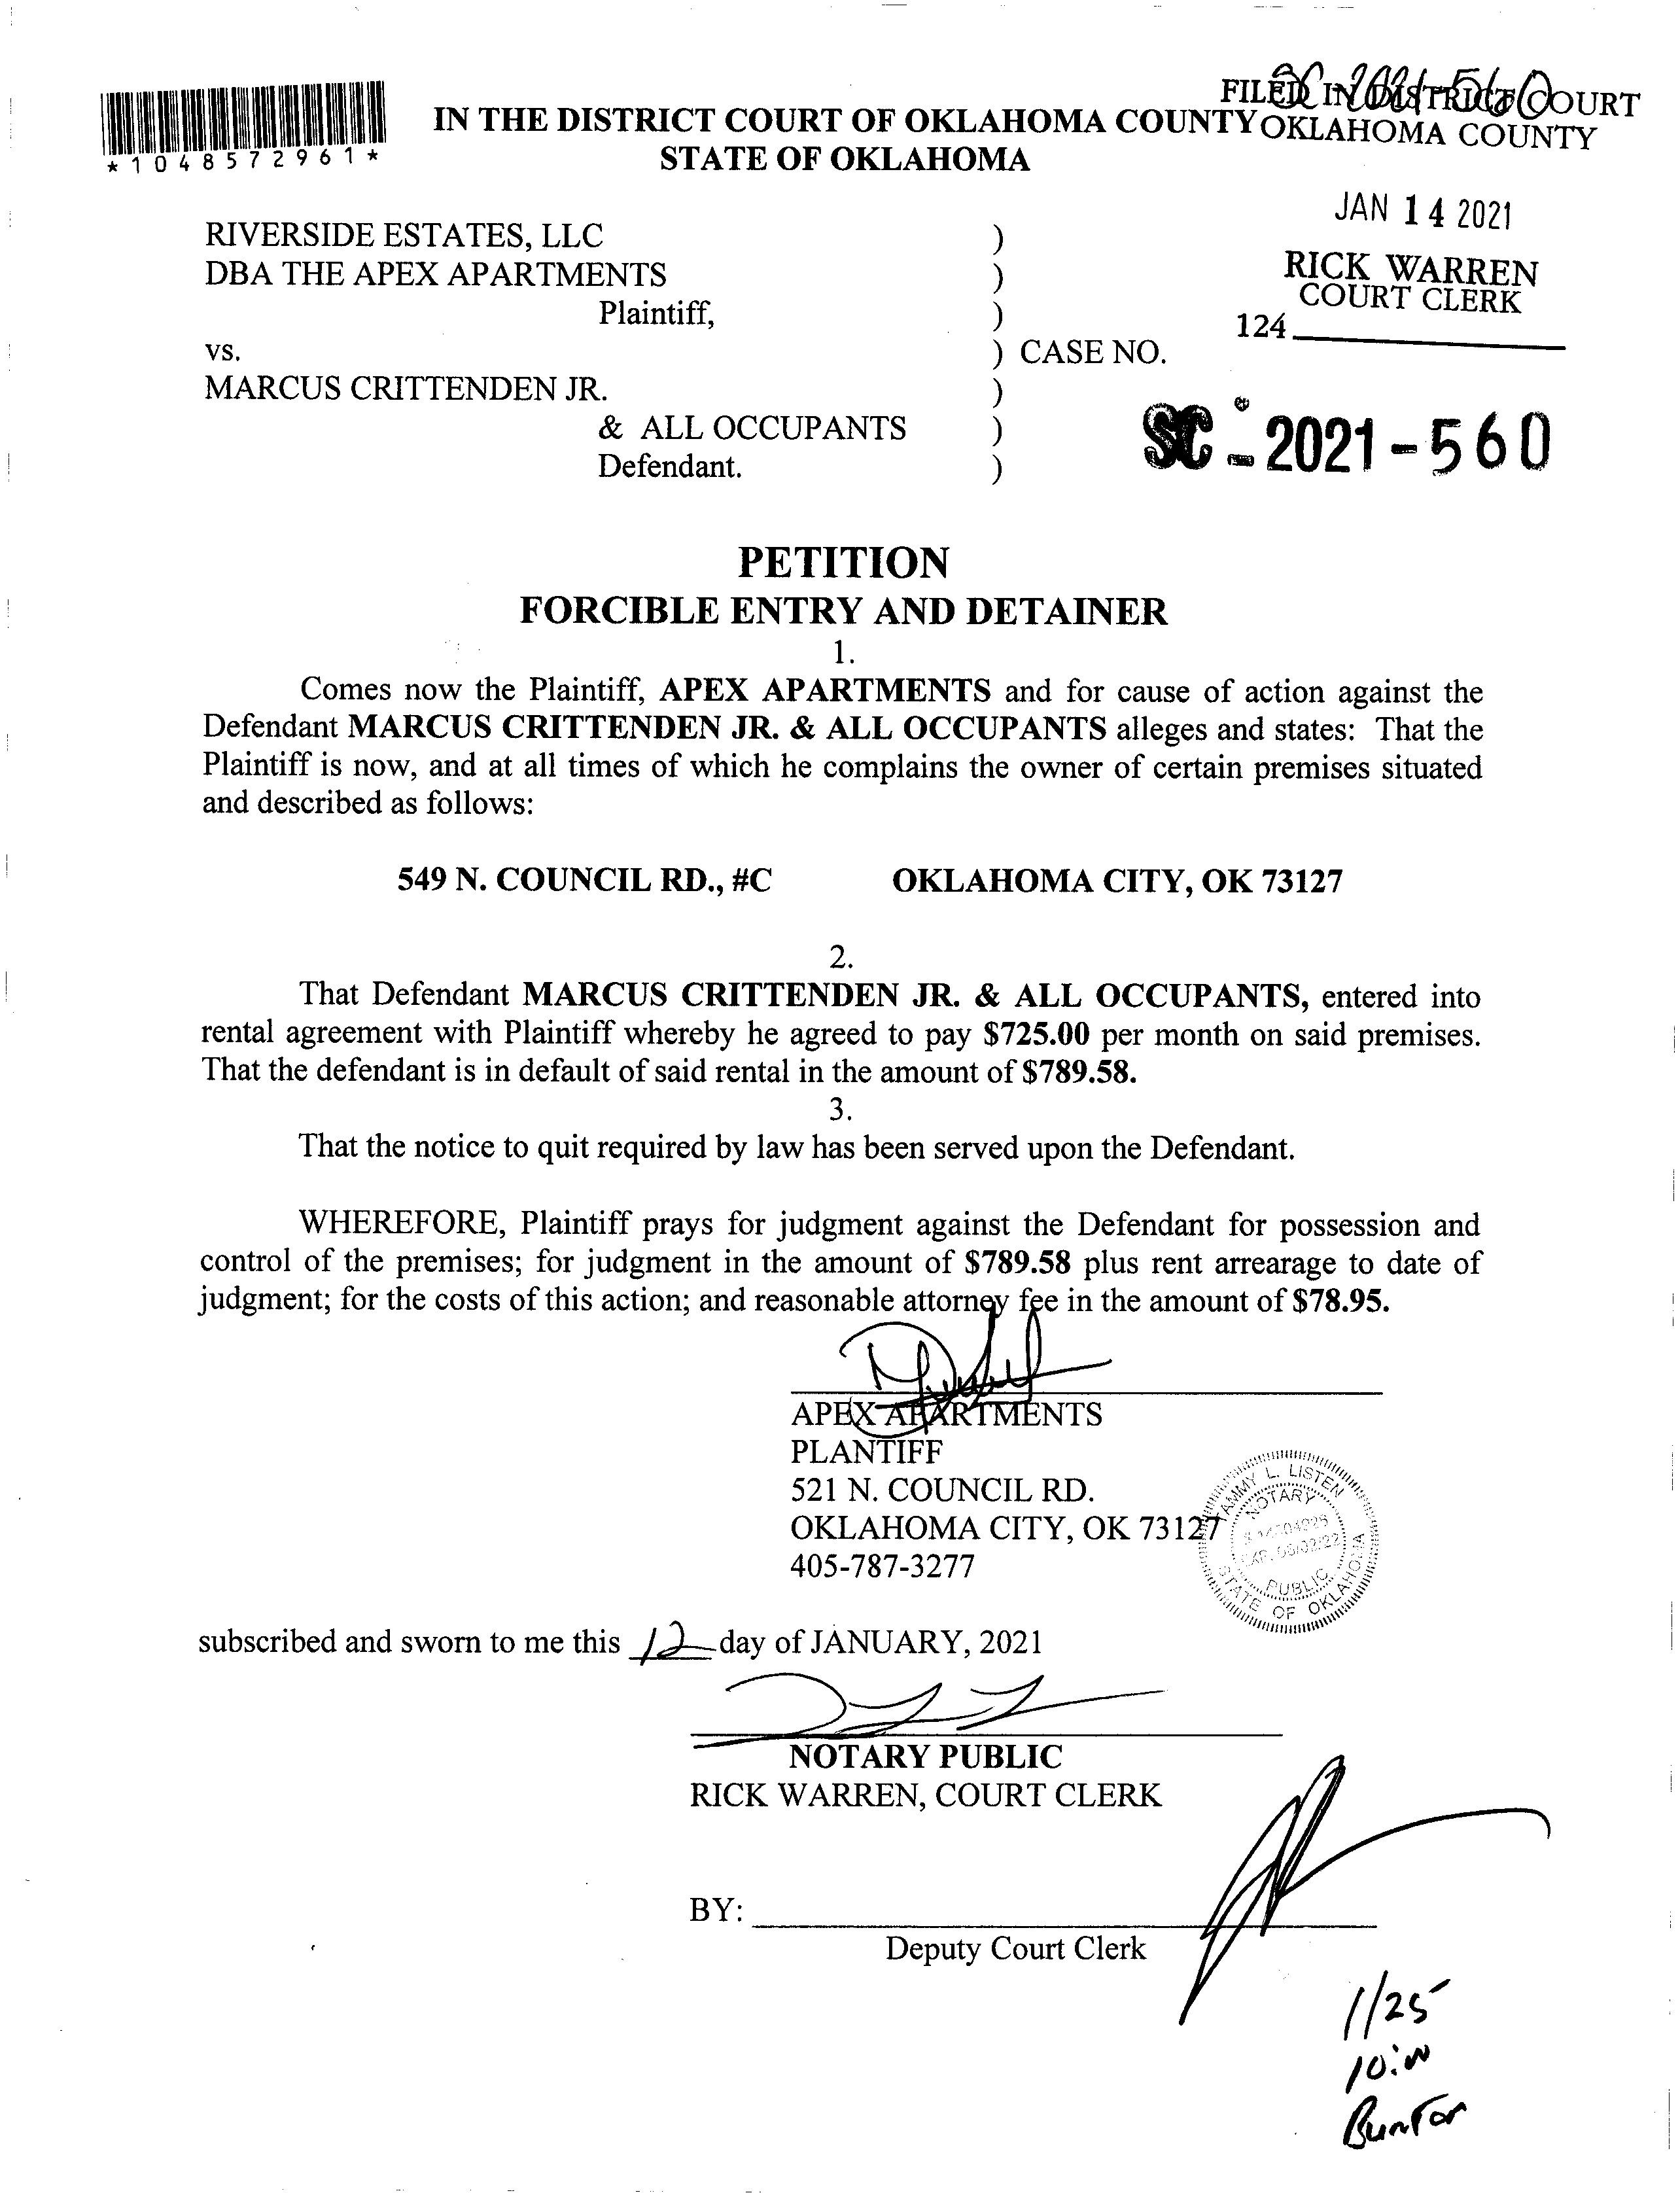 SC 2021-560
FILED IN DISTRICT COURT
OKLAHOMA COUNTY
*1048572961*
IN THE DISTRICT COURT OF OKLAHOMA COUNTY
STATE OF OKLAHOMA
JAN 14 2021
RICK WARREN
COURT CLERK
124
RIVERSIDE ESTATES, LLC )
DBA THE APEX APARTMENTS )
Plaintiff, )
vs. ) CASE NO.
MARCUS CRITTENDEN JR. )
& ALL OCCUPANTS )
Defendant. )
SC - 2021 - 560
PETITION
FORCIBLE ENTRY AND DETAINER
1.
Comes now the Plaintiff, APEX APARTMENTS and for cause of action against the
Defendant MARCUS CRITTENDEN JR. & ALL OCCUPANTS alleges and states: That the
Plaintiff is now, and at all times of which he complains the owner of certain premises situated
and described as follows:
549 N. COUNCIL RD., #C OKLAHOMA CITY, OK 73127
2.
That Defendant MARCUS CRITTENDEN JR. & ALL OCCUPANTS, entered into
rental agreement with Plaintiff whereby he agreed to pay $725.00 per month on said premises.
That the defendant is in default of said rental in the amount of $789.58.
3.
That the notice to quit required by law has been served upon the Defendant.
WHEREFORE, Plaintiff prays for judgment against the Defendant for possession and
control of the premises; for judgment in the amount of $789.58 plus rent arrearage to date of
judgment; for the costs of this action; and reasonable attorney fee in the amount of $78.95.
APEX APARTMENTS
PLANTIFF
521 N. COUNCIL RD.
OKLAHOMA CITY, OK 73127
405-787-3277
TAMMY L. LISTEN
NOTARY
EXP. 06/02/22
PUBLIC
STATE OF OKLAHOMA
subscribed and sworn to me this 12 day of JANUARY, 2021
NOTARY PUBLIC
RICK WARREN, COURT CLERK
BY:
Deputy Court Clerk
1/25